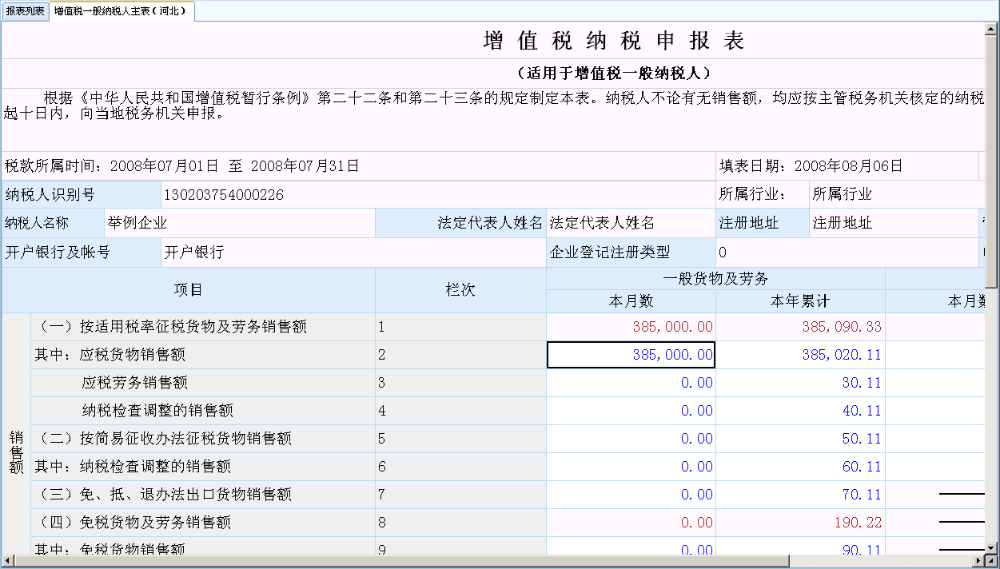 报表列表 增值税一般纳税人主表（河北）
增 值 税 纳 税 申 报 表
（适用于增值税一般纳税人）
根据《中华人民共和国增值税暂行条例》第二十二条和第二十三条的规定制定本表。纳税人不论有无销售额，均应按主管税务机关核定的纳税
起十日内，向当地税务机关申报。
税款所属时间：2008年07月01日 至 2008年07月31日 填表日期：2008年08月06日
纳税人识别号 130203754000226 所属行业： 所属行业
纳税人名称 举例企业 法定代表人姓名 法定代表人姓名 注册地址 注册地址
开户银行及帐号 开户银行 企业登记注册类型 0
项目 栏次 一般货物及劳务
本月数 本年累计 本月数
销售额
（一）按适用税率征税货物及劳务销售额 1 385,000.00 385,090.33
其中：应税货物销售额 2 385,000.00 385,020.11
应税劳务销售额 3 0.00 30.11
纳税检查调整的销售额 4 0.00 40.11
（二）按简易征收办法征税货物销售额 5 0.00 50.11
其中：纳税检查调整的销售额 6 0.00 60.11
（三）免、抵、退办法出口货物销售额 7 0.00 70.11
（四）免税货物及劳务销售额 8 0.00 190.22
其中：免税货物销售额 9 0.00 90.11